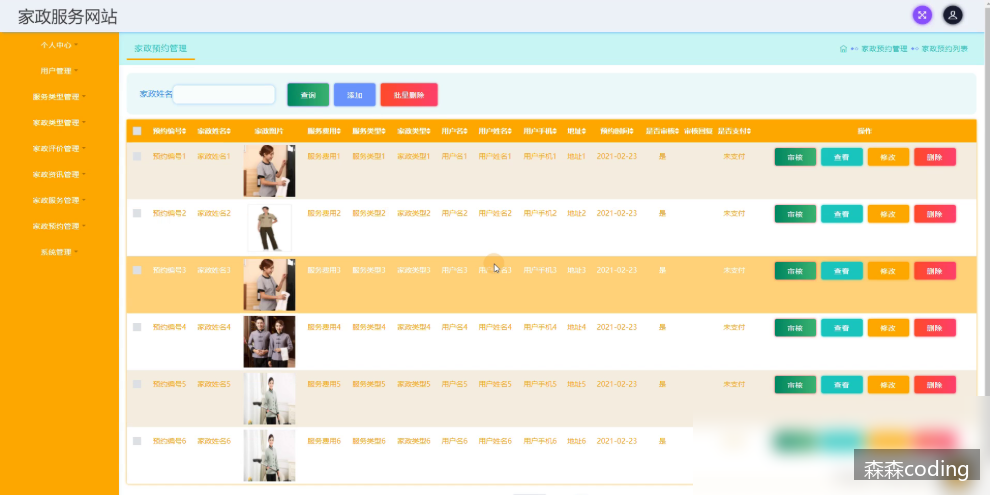 家政服务网站
个人中心
用户管理
服务类型管理
家政类型管理
家政评价管理
家政资讯管理
家政服务管理
家政预约管理
系统管理
家政预约管理
家政预约管理 家政预约列表
家政姓名 查询 添加 批量删除
预约编号 家政姓名 家政图片 服务费用 服务类型 家政类型 用户名 用户姓名 用户手机 地址 预约时间 是否审核 审核回复 是否支付 操作
预约编号1 家政姓名1 服务费用1 服务类型1 家政类型1 用户名1 用户姓名1 用户手机1 地址1 2021-02-23 是 未支付 审核 查看 修改 删除
预约编号2 家政姓名2 服务费用2 服务类型2 家政类型2 用户名2 用户姓名2 用户手机2 地址2 2021-02-23 是 未支付 审核 查看 修改 删除
预约编号3 家政姓名3 服务费用3 服务类型3 家政类型3 用户名3 用户姓名3 用户手机3 地址3 2021-02-23 是 未支付 审核 查看 修改 删除
预约编号4 家政姓名4 服务费用4 服务类型4 家政类型4 用户名4 用户姓名4 用户手机4 地址4 2021-02-23 是 未支付 审核 查看 修改 删除
预约编号5 家政姓名5 服务费用5 服务类型5 家政类型5 用户名5 用户姓名5 用户手机5 地址5 2021-02-23 是 未支付 审核 查看 修改 删除
预约编号6 家政姓名6 服务费用6 服务类型6 家政类型6 用户名6 用户姓名6 用户手机6 地址6 2021-02-23 是
森森coding